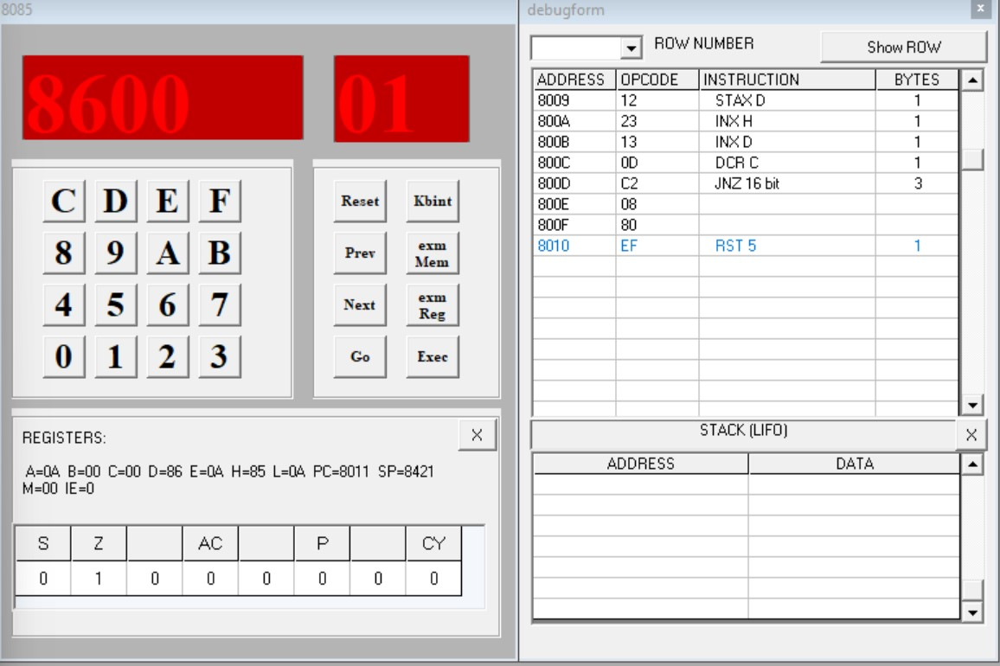 8085
8600 01
C D E F
8 9 A B
4 5 6 7
0 1 2 3
Reset Kbint
Prev exm Mem
Next exm Reg
Go Exec
REGISTERS: X
A=0A B=00 C=00 D=86 E=0A H=85 L=0A PC=8011 SP=8421
M=00 IE=0
S Z AC P CY
0 1 0 0 0 0 0 0
debugform x
ROW NUMBER Show ROW
ADDRESS OPCODE INSTRUCTION BYTES
8009 12 STAX D 1
800A 23 INX H 1
800B 13 INX D 1
800C 0D DCR C 1
800D C2 JNZ 16 bit 3
800E 08
800F 80
8010 EF RST 5 1
STACK (LIFO) X
ADDRESS DATA